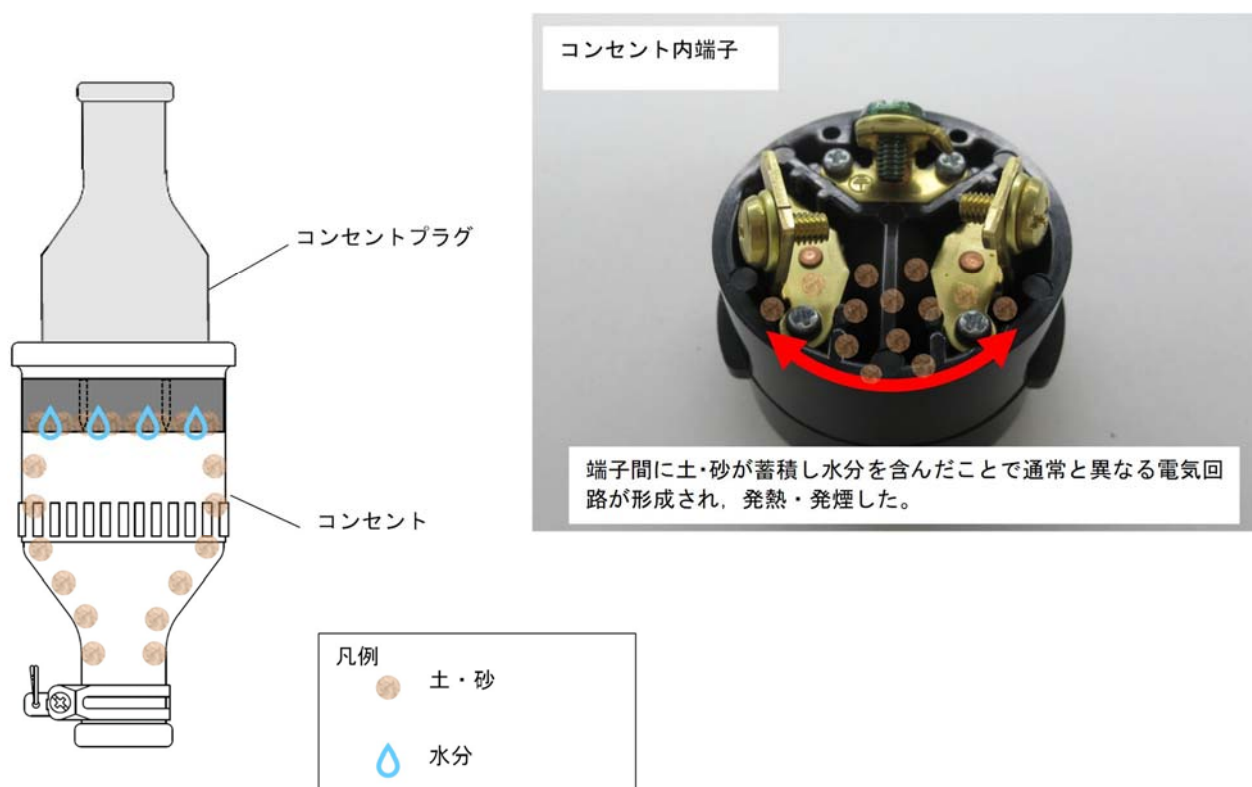 コンセント内端子
コンセントプラグ
コンセント
端子間に土・砂が蓄積し水分を含んだことで通常と異なる電気回
路が形成され，発熱・発煙した。
凡例
土・砂
水分